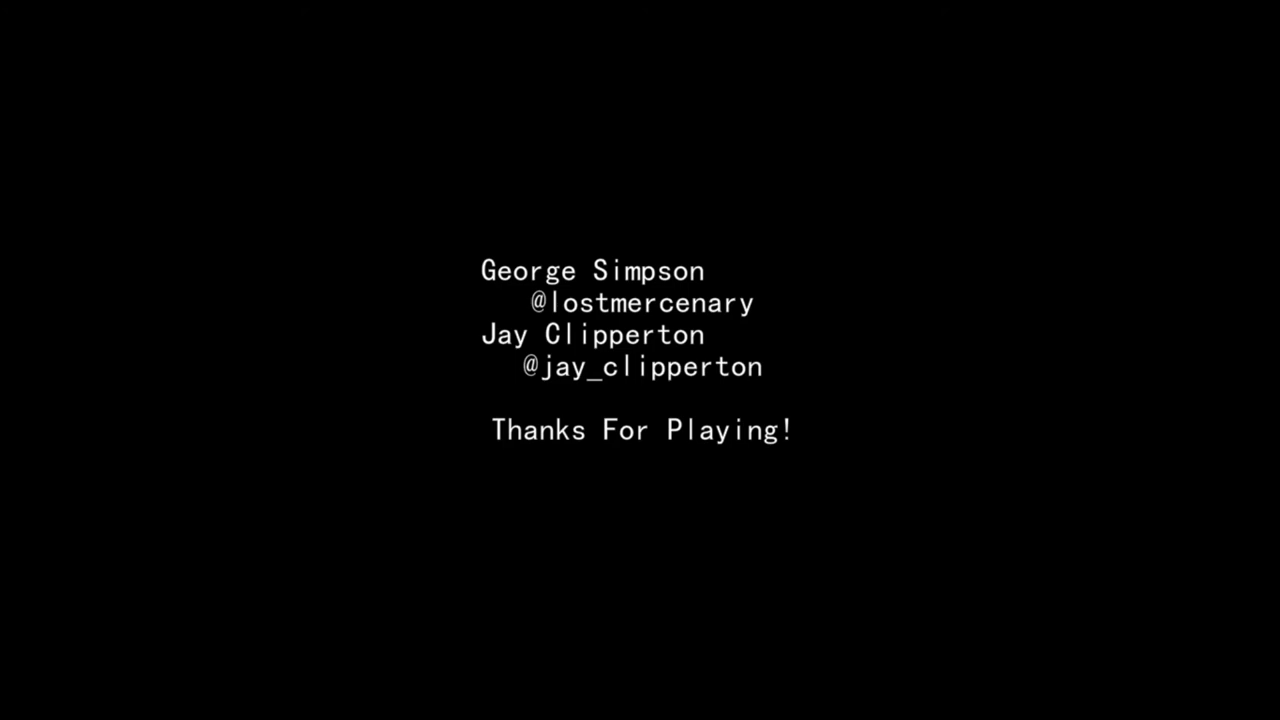 George Simpson
@lostmercenary
Jay Clipperton
@jay_clipperton
Thanks For Playing!